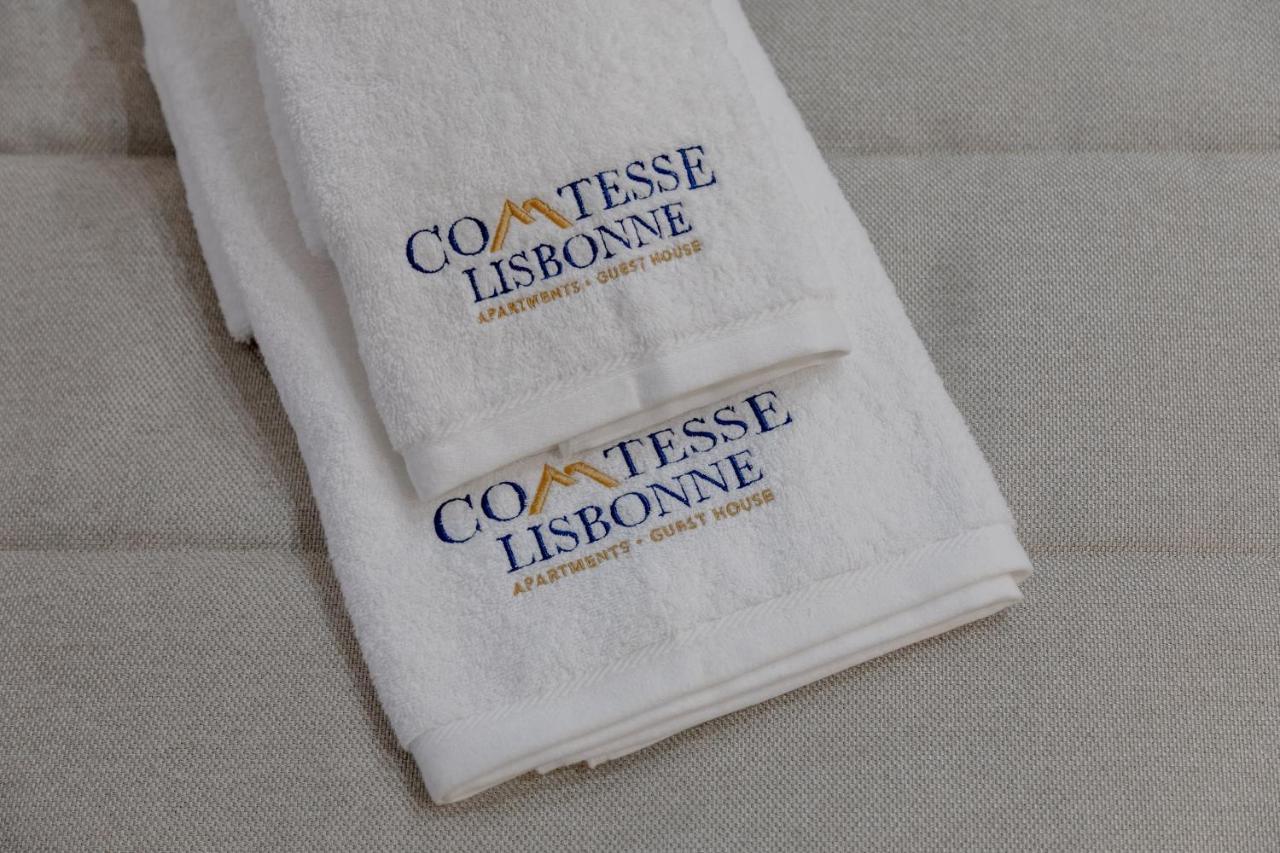 COMTESSE
LISBONNE
APARTMENTS • GUEST HOUSE
COMTESSE
LISBONNE
APARTMENTS • GUEST HOUSE